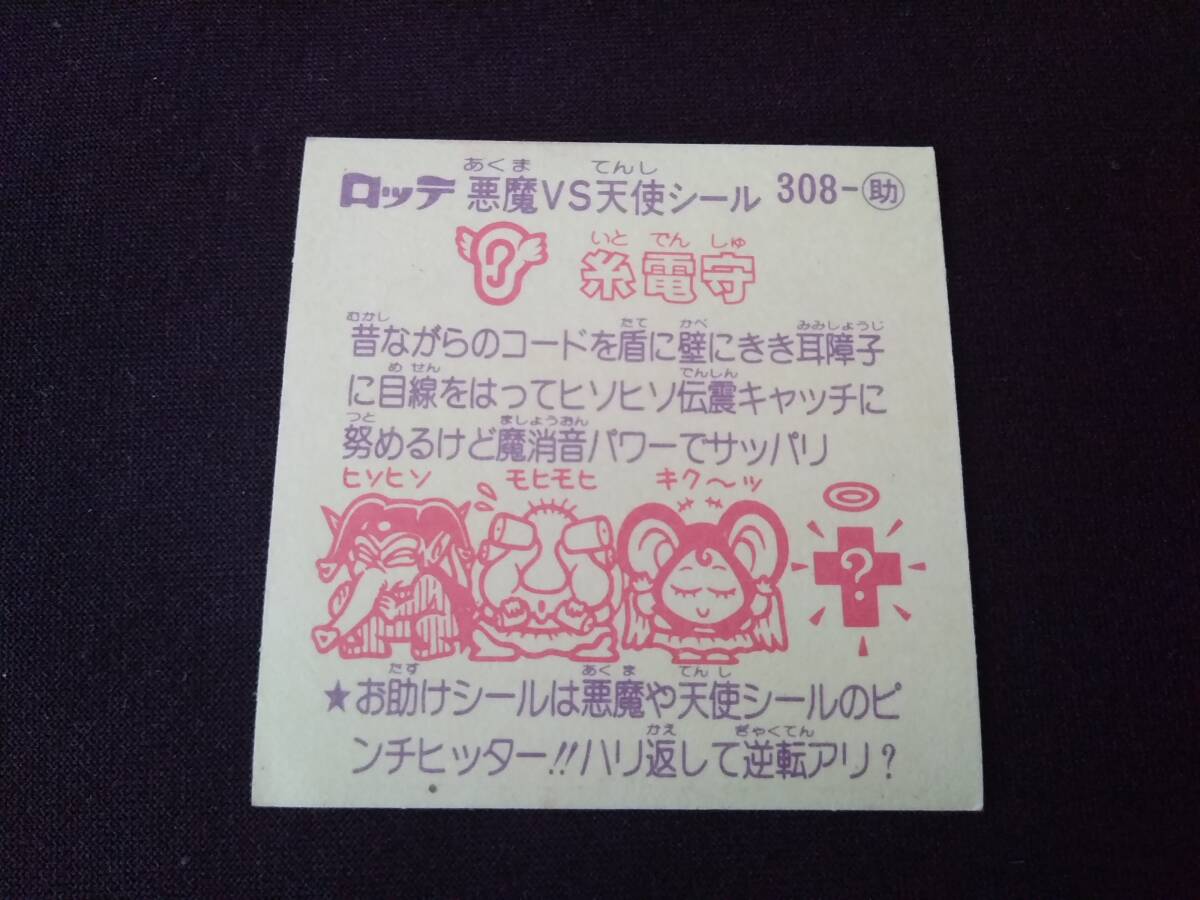 あくま てんし
ロッテ 悪魔VS天使シール 308-助
いとでんしゅ
糸電守
むかし たて かべ みみしょうじ
昔ながらのコードを盾に壁にきき耳障子
めせん でんしん
に目線をはってヒソヒソ伝震キャッチに
つと ましょうおん
努めるけど魔消音パワーでサッパリ
ヒソヒソ モヒモヒ キク〜ッ
?
たす あくま てんし
★お助けシールは悪魔や天使シールのピ
かえ ぎゃくてん
ンチヒッター!!ハリ返して逆転アリ?